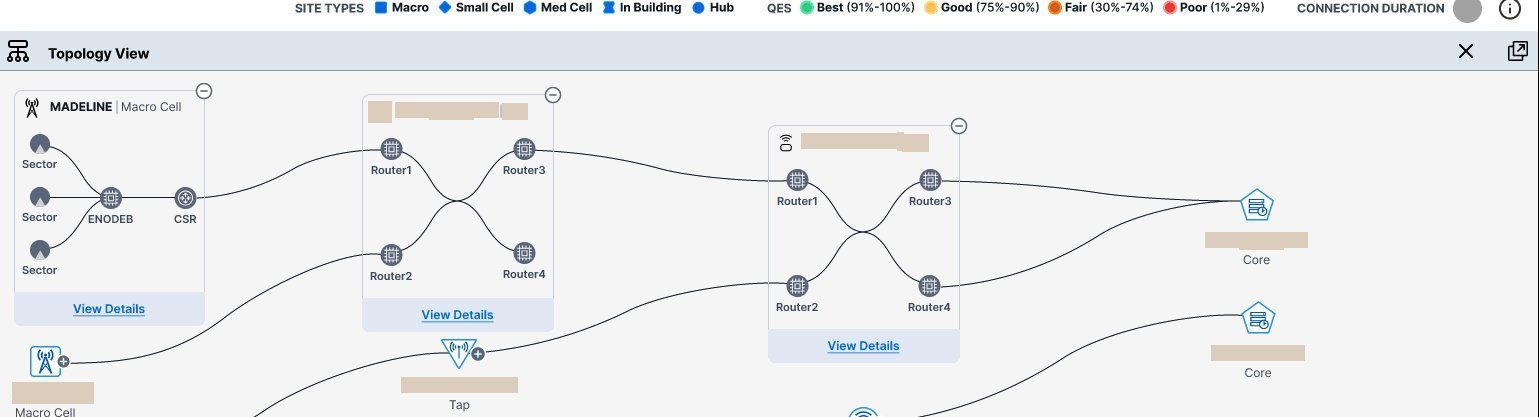 SITE TYPES Macro Small Cell Med Cell In Building Hub QES Best (91%-100%) Good (75%-90%) Fair (30%-74%) Poor (1%-29%) CONNECTION DURATION
Topology View
MADELINE | Macro Cell
Sector
Sector
Sector
ENODEB
CSR
View Details
Macro Cell
Router1
Router3
Router2
Router4
View Details
Tap
Router1
Router3
Router2
Router4
View Details
Core
Core